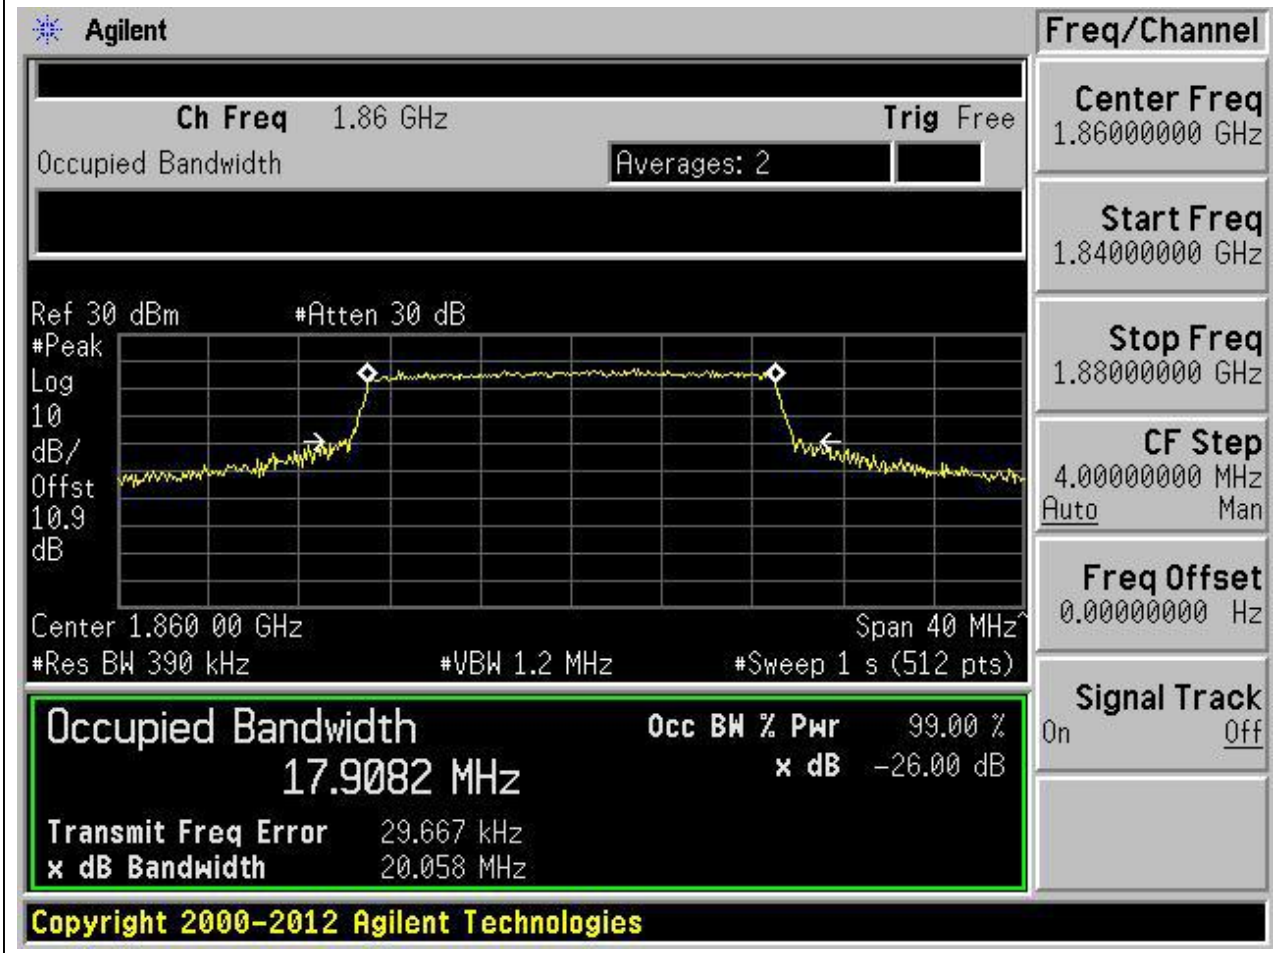 Agilent
Freq/Channel
Ch Freq 1.86 GHz Trig Free
Occupied Bandwidth Averages: 2
Center Freq
1.86000000 GHz
Start Freq
1.84000000 GHz
Stop Freq
1.88000000 GHz
CF Step
4.00000000 MHz
Auto Man
Freq Offset
0.00000000 Hz
Signal Track
On Off
Ref 30 dBm #Atten 30 dB
#Peak
Log
10
dB/
Offst
10.9
dB
Center 1.860 00 GHz Span 40 MHz^
#Res BW 390 kHz #VBW 1.2 MHz #Sweep 1 s (512 pts)
Occupied Bandwidth Occ BW % Pwr 99.00 %
17.9082 MHz x dB -26.00 dB
Transmit Freq Error 29.667 kHz
x dB Bandwidth 20.058 MHz
Copyright 2000-2012 Agilent Technologies